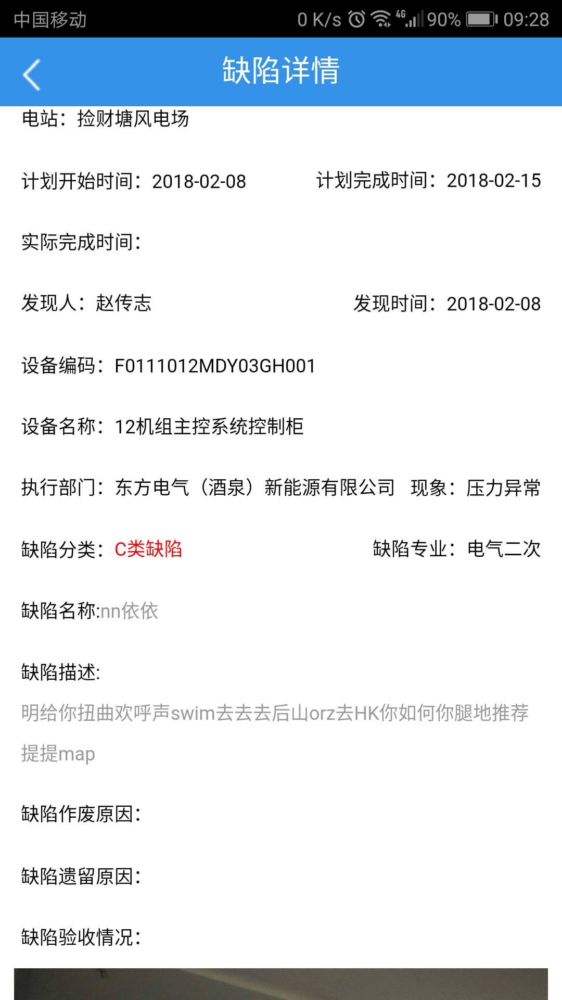 中国移动 0 K/s 4G 90% 09:28
缺陷详情
电站：捡财塘风电场
计划开始时间：2018-02-08 计划完成时间：2018-02-15
实际完成时间：
发现人：赵传志 发现时间：2018-02-08
设备编码：F0111012MDY03GH001
设备名称：12机组主控系统控制柜
执行部门：东方电气（酒泉）新能源有限公司 现象：压力异常
缺陷分类：C类缺陷 缺陷专业：电气二次
缺陷名称:nn依依
缺陷描述:
明给你扭曲欢呼声swim去去去后山orz去HK你如何你腿地推荐
提提map
缺陷作废原因：
缺陷遗留原因：
缺陷验收情况：